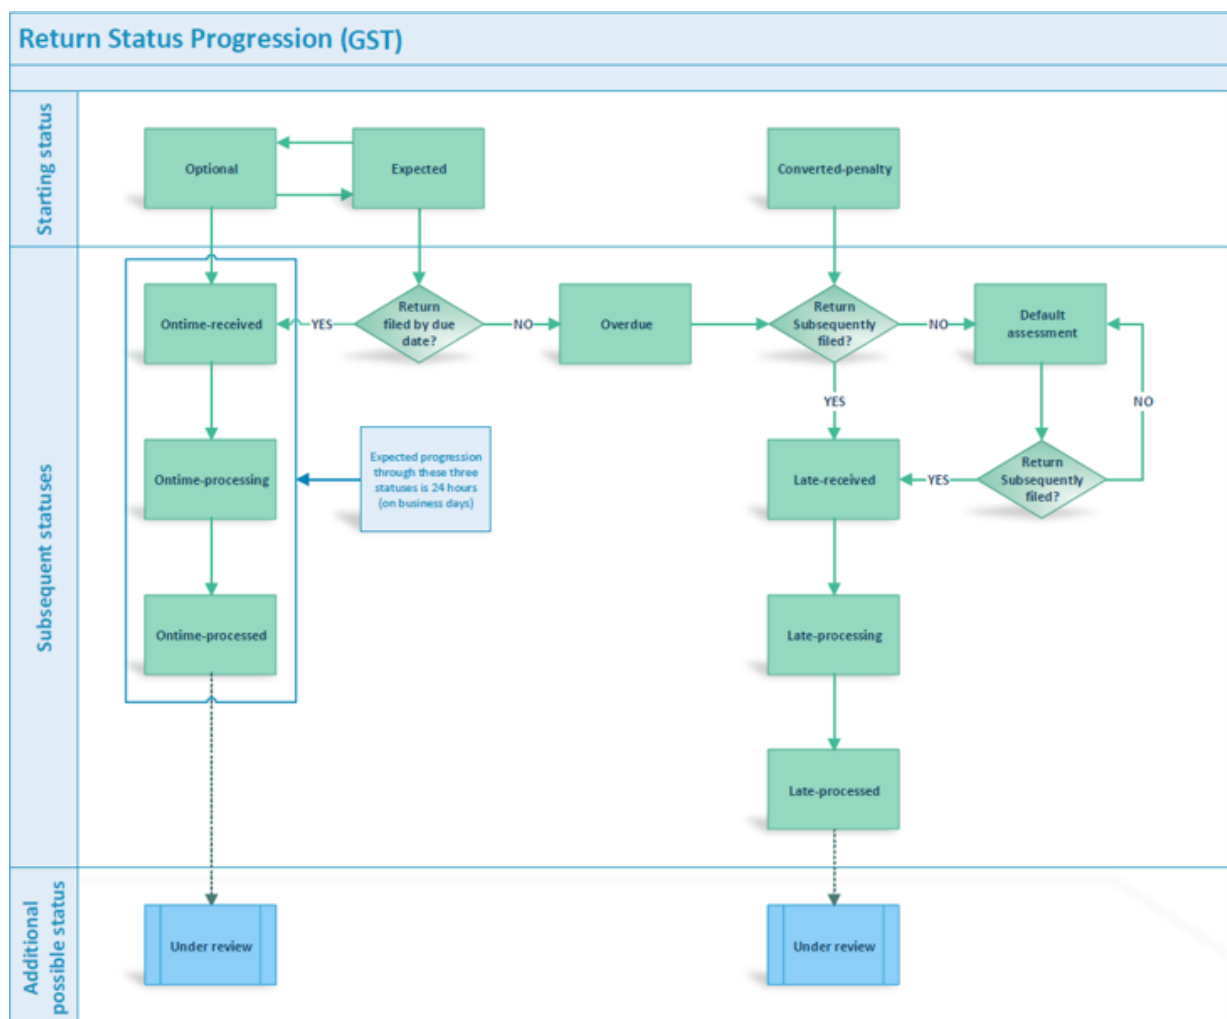 Return Status Progression (GST)
Starting status
Optional
Expected
Converted-penalty
Subsequent statuses
Ontime-received
YES
Return
filed by due
date?
NO
Overdue
Return
Subsequently
filed?
NO
Default
assessment
YES
NO
Ontime-processing
Expected progression
through these three
statuses is 24 hours
(on business days)
Late-received
YES
Return
Subsequently
filed?
Ontime-processed
Late-processing
Late-processed
Additional
possible status
Under review
Under review